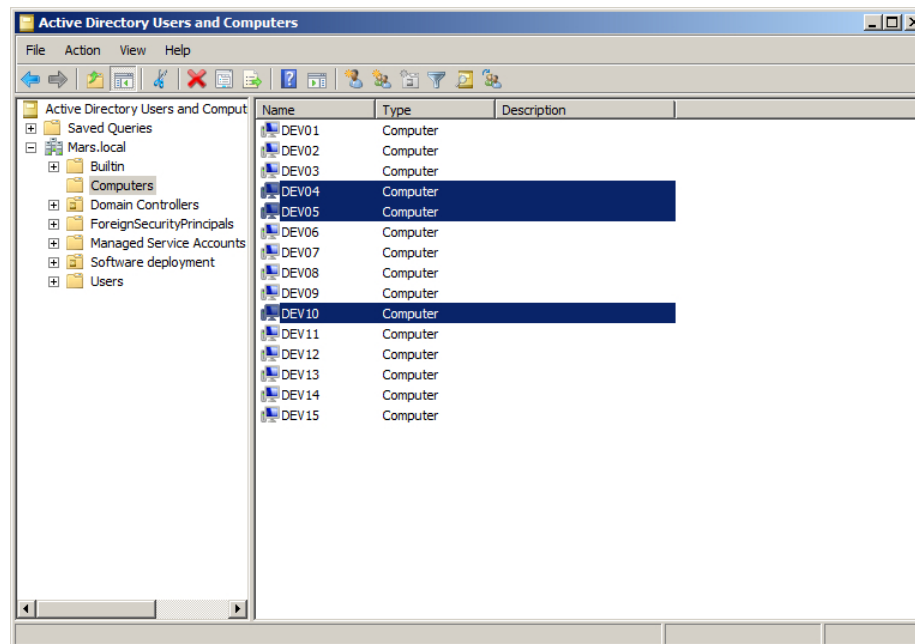 Active Directory Users and Computers
File Action View Help
Active Directory Users and Comput
Saved Queries
Mars.local
Builtin
Computers
Domain Controllers
ForeignSecurityPrincipals
Managed Service Accounts
Software deployment
Users
Name Type Description
DEV01 Computer
DEV02 Computer
DEV03 Computer
DEV04 Computer
DEV05 Computer
DEV06 Computer
DEV07 Computer
DEV08 Computer
DEV09 Computer
DEV10 Computer
DEV11 Computer
DEV12 Computer
DEV13 Computer
DEV14 Computer
DEV15 Computer